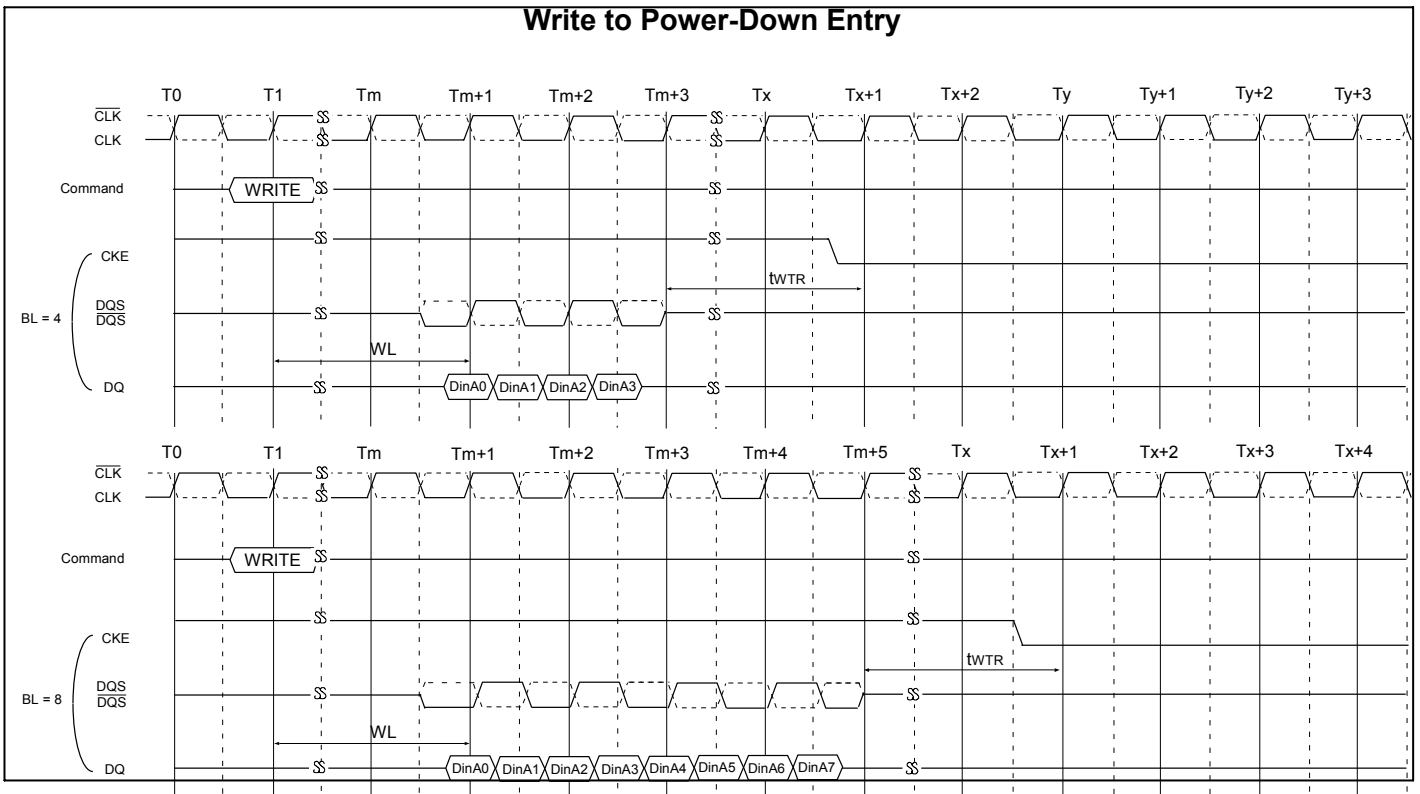 Write to Power-Down Entry
T0 T1 Tm Tm+1 Tm+2 Tm+3 Tx Tx+1 Tx+2 Ty Ty+1 Ty+2 Ty+3
CLK
CLK
Command WRITE
CKE
tWTR
DQS
BL = 4
DQS
WL
DQ DinA0 DinA1 DinA2 DinA3
T0 T1 Tm Tm+1 Tm+2 Tm+3 Tm+4 Tm+5 Tx Tx+1 Tx+2 Tx+3 Tx+4
CLK
CLK
Command WRITE
CKE
tWTR
DQS
BL = 8
DQS
WL
DQ DinA0 DinA1 DinA2 DinA3 DinA4 DinA5 DinA6 DinA7